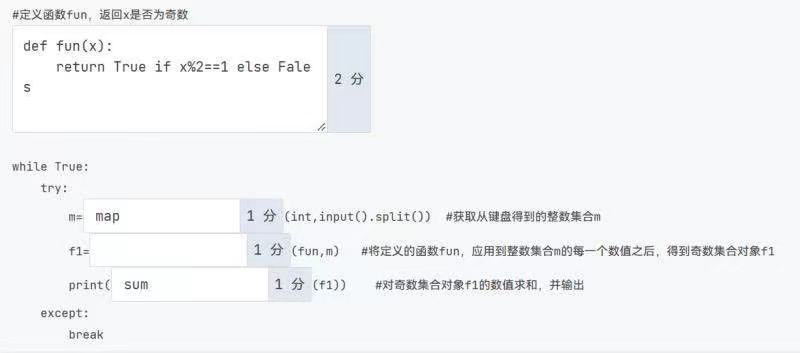 #定义函数fun，返回x是否为奇数
def fun(x):
    return True if x%2==1 else Fale
s
2 分
while True:
    try:
        m= map 1 分 (int,input().split())  #获取从键盘得到的整数集合m
        f1= 1 分 (fun,m)   #将定义的函数fun，应用到整数集合m的每一个数值之后，得到奇数集合对象f1
        print( sum 1 分 (f1))    #对奇数集合对象f1的数值求和，并输出
    except:
        break